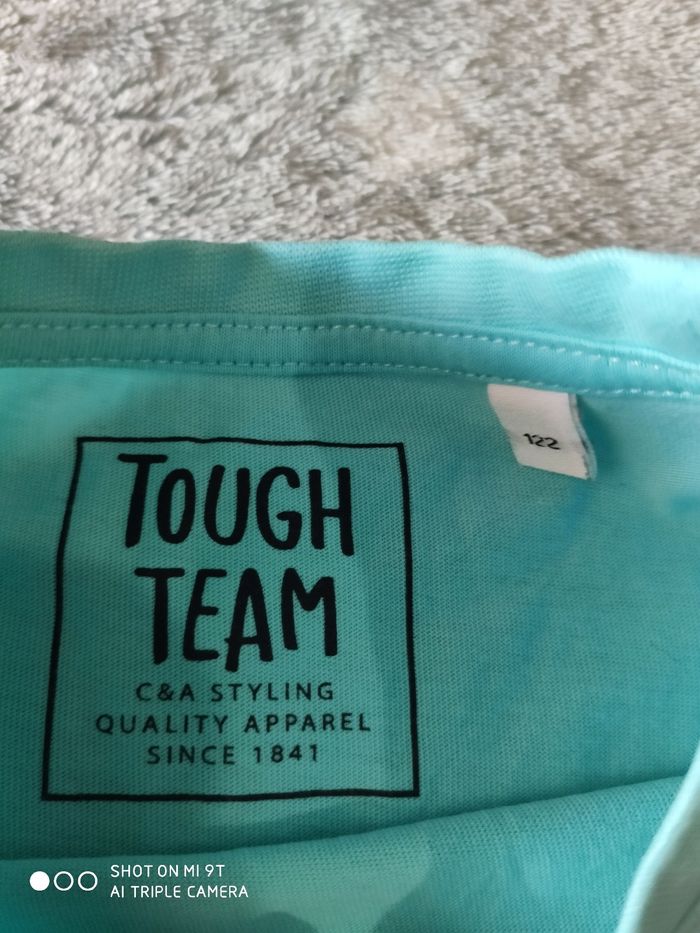 122
TOUGH
TEAM
C&A STYLING
QUALITY APPAREL
SINCE 1841
SHOT ON MI 9T
AI TRIPLE CAMERA